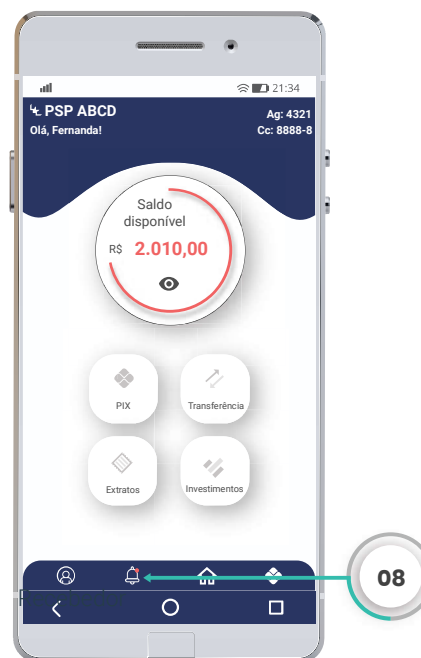 21:34
PSP ABCD
Ag: 4321
Olá, Fernanda!
Cc: 8888-8
Saldo
disponível
R$ 2.010,00
PIX
Transferência
Extratos
Investimentos
08